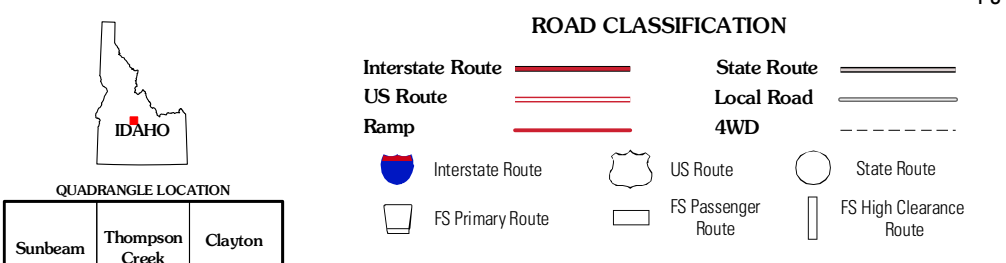 ROAD CLASSIFICATION
Interstate Route
State Route
US Route
Local Road
Ramp
4WD
Interstate Route
US Route
State Route
FS Primary Route
FS Passenger
Route
FS High Clearance
Route
IDAHO
QUADRANGLE LOCATION
Sunbeam
Thompson
Creek
Clayton